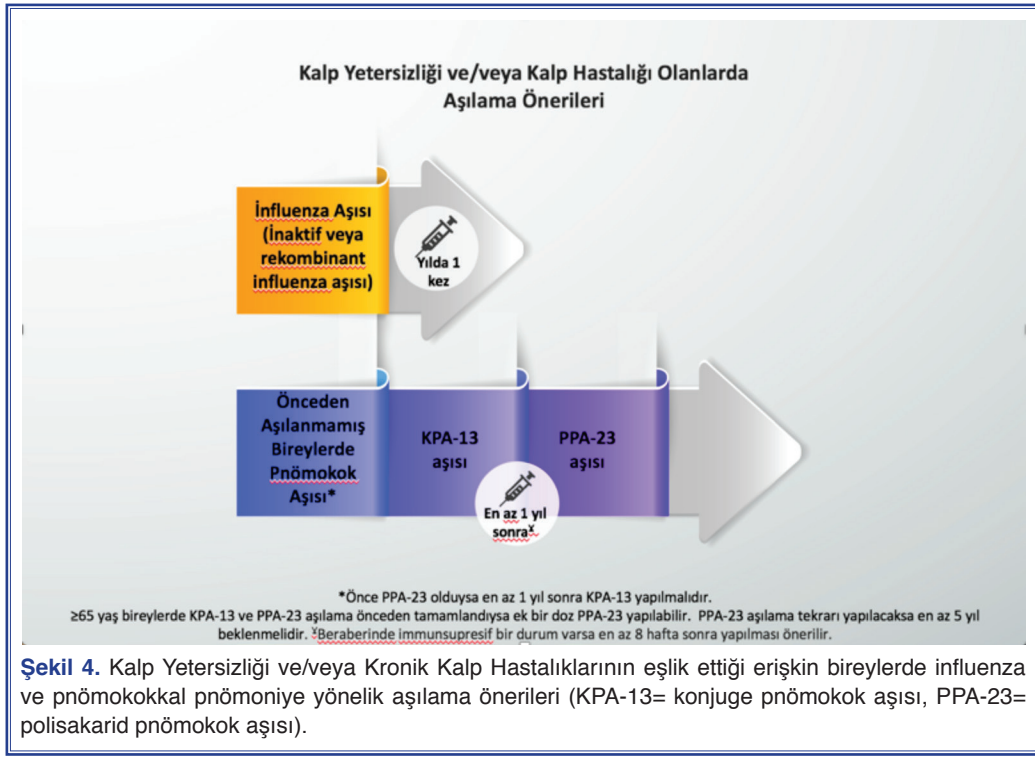 Kalp Yetersizliği ve/veya Kalp Hastalığı Olanlarda
Aşılama Önerileri
İnfluenza Aşısı
(İnaktif veya
rekombinant
influenza aşısı)
Yılda 1
kez
Önceden
Aşılanmamış
Bireylerde
Pnömokok
Aşısı*
KPA-13
aşısı
PPA-23
aşısı
En az 1 yıl
sonra¥
*Önce PPA-23 olduysa en az 1 yıl sonra KPA-13 yapılmalıdır.
≥65 yaş bireylerde KPA-13 ve PPA-23 aşılama önceden tamamlandıysa ek bir doz PPA-23 yapılabilir. PPA-23 aşılama tekrarı yapılacaksa en az 5 yıl
beklenmelidir. ¥Beraberinde immunsupresif bir durum varsa en az 8 hafta sonra yapılması önerilir.
Şekil 4. Kalp Yetersizliği ve/veya Kronik Kalp Hastalıklarının eşlik ettiği erişkin bireylerde influenza
ve pnömokokkal pnömoniye yönelik aşılama önerileri (KPA-13= konjuge pnömokok aşısı, PPA-23=
polisakarid pnömokok aşısı).